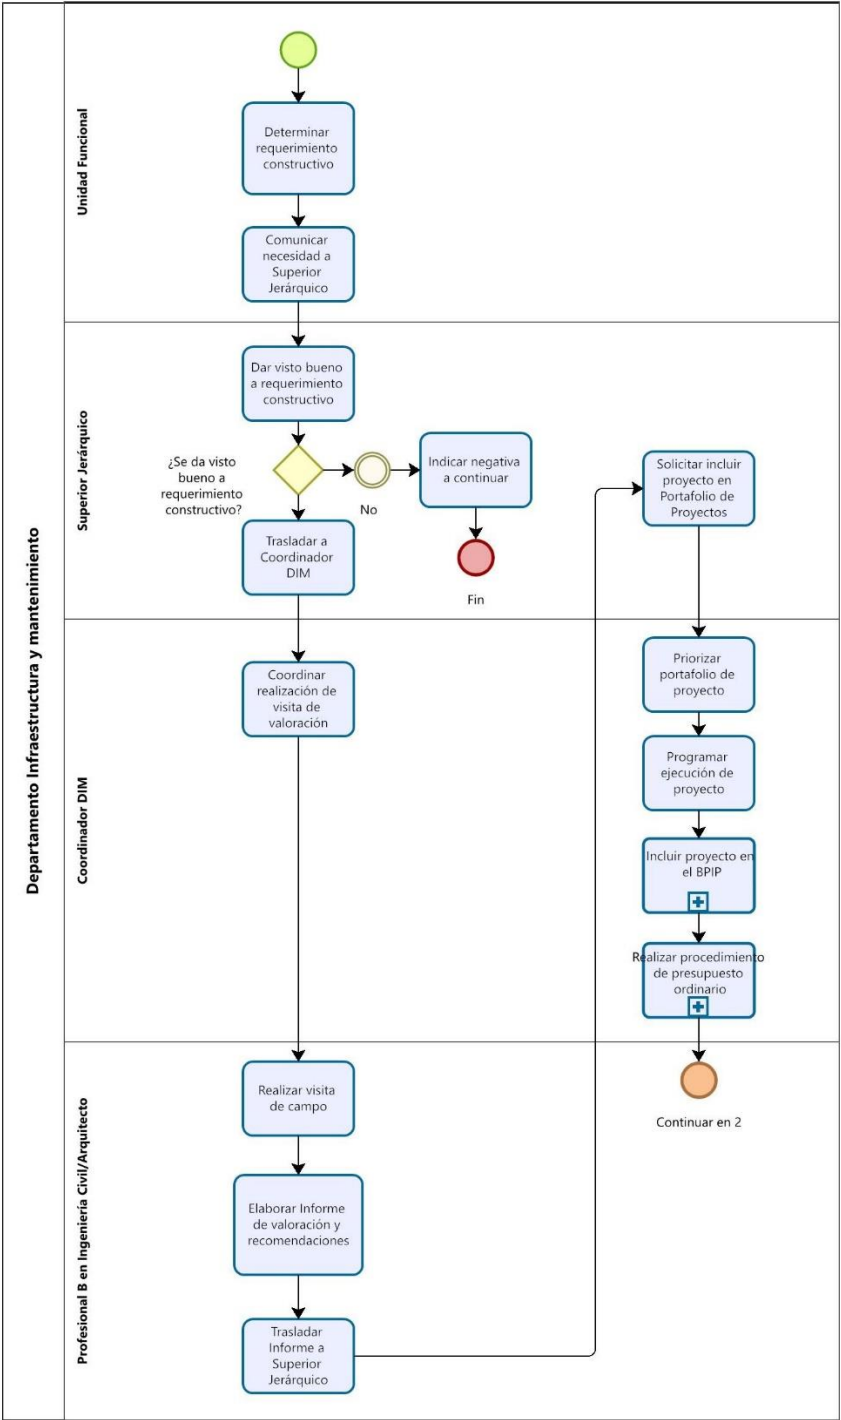 Departamento Infraestructura y mantenimiento
Unidad Funcional
Determinar
requerimiento
constructivo
Comunicar
necesidad a
Superior
Jerárquico
Superior Jerárquico
Dar visto bueno
a requerimiento
constructivo
¿Se da visto
bueno a
requerimiento
constructivo?
No
Indicar negativa
a continuar
Fin
Trasladar a
Coordinador
DIM
Solicitar incluir
proyecto en
Portafolio de
Proyectos
Coordinador DIM
Coordinar
realización de
visita de
valoración
Priorizar
portafolio de
proyecto
Programar
ejecución de
proyecto
Incluir proyecto en
el BPIP
Realizar procedimiento
de presupuesto
ordinario
Profesional B en Ingeniería Civil/Arquitecto
Realizar visita
de campo
Elaborar Informe
de valoración y
recomendaciones
Trasladar
Informe a
Superior
Jerárquico
Continuar en 2